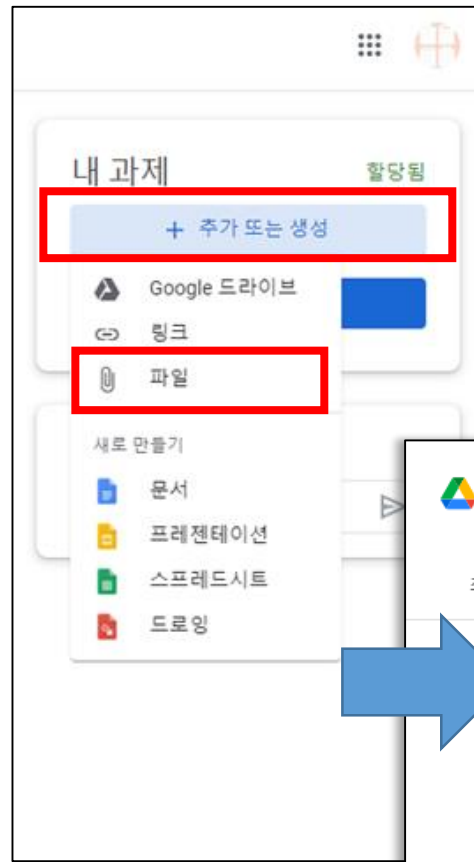 내 과제
할당됨
+ 추가 또는 생성
Google 드라이브
링크
파일
새로 만들기
문서
프레젠테이션
스프레드시트
드로잉